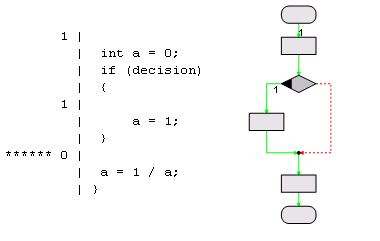 1 |
| int a = 0;
| if (decision)
| {
1 |
| a = 1;
| }
****** 0 |
| a = 1 / a;
| }
1
1